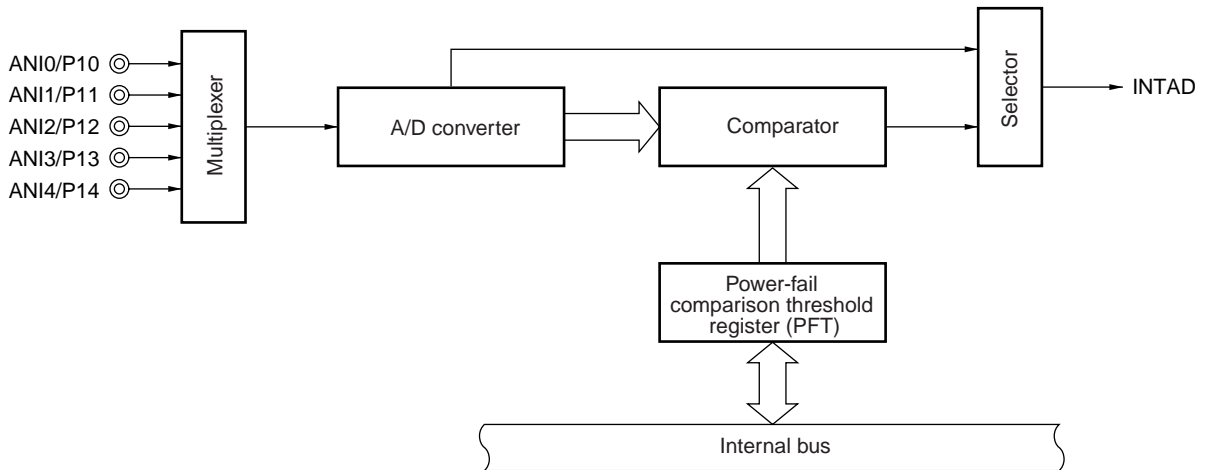 ANI0/P10
ANI1/P11
ANI2/P12
ANI3/P13
ANI4/P14
Multiplexer
A/D converter
Comparator
Selector
INTAD
Power-fail
comparison threshold
register (PFT)
Internal bus